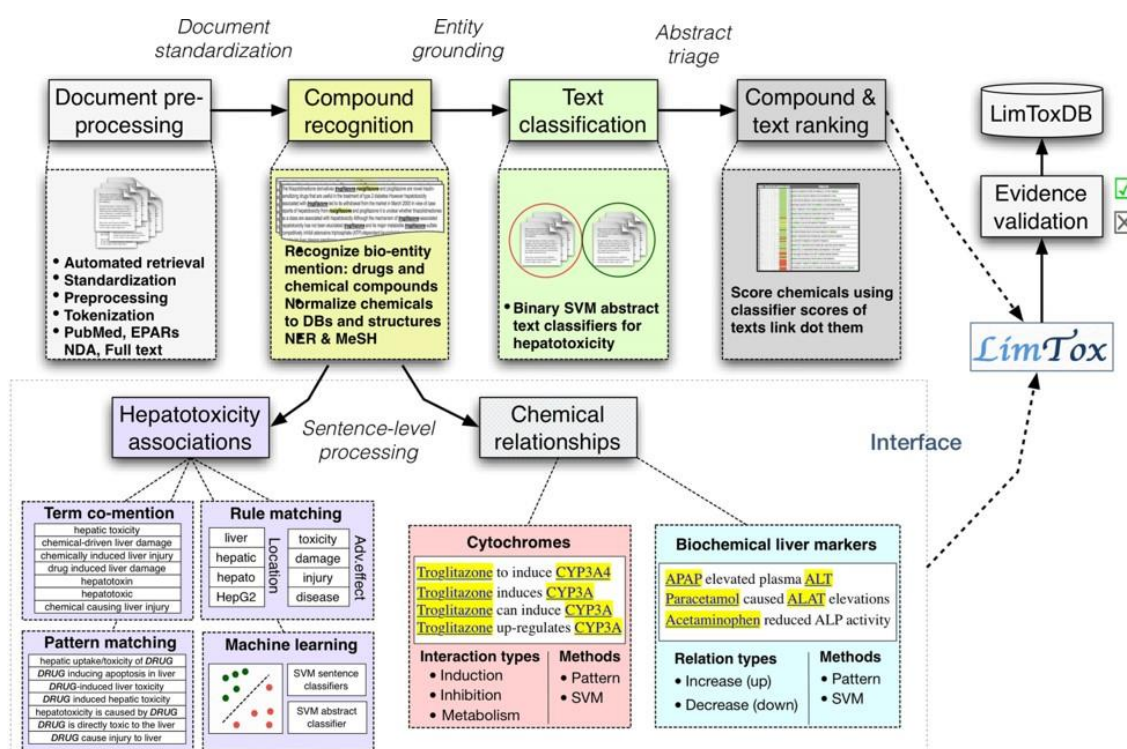 Document
standardization
Entity
grounding
Abstract
triage
Document pre-
processing
Compound
recognition
Text
classification
Compound &
text ranking
LimToxDB
Evidence
validation
LimTox
Interface
• Automated retrieval
• Standardization
• Preprocessing
• Tokenization
• PubMed, EPARs
NDA, Full text
Recognize bio-entity
mention: drugs and
chemical compounds
Normalize chemicals
to DBs and structures
NER & MeSH
• Binary SVM abstract
text classifiers for
hepatotoxicity
Score chemicals using
classifier scores of
texts link dot them
Hepatotoxicity
associations
Sentence-level
processing
Chemical
relationships
Term co-mention
hepatic toxicity
chemical-driven liver damage
chemically induced liver injury
drug induced liver damage
hepatotoxin
hepatotoxic
chemical causing liver injury
Rule matching
liver
hepatic
hepato
HepG2
Location
toxicity
damage
injury
disease
Adv.effect
Pattern matching
hepatic uptake/toxicity of DRUG
DRUG inducing apoptosis in liver
DRUG-induced liver toxicity
DRUG induced hepatic toxicity
hepatotoxicity is caused by DRUG
DRUG is directly toxic to the liver
DRUG cause injury to liver
Machine learning
SVM sentence
classifiers
SVM abstract
classifier
Cytochromes
Troglitazone to induce CYP3A4
Troglitazone induces CYP3A
Troglitazone can induce CYP3A
Troglitazone up-regulates CYP3A
Interaction types
• Induction
• Inhibition
• Metabolism
Methods
• Pattern
• SVM
Biochemical liver markers
APAP elevated plasma ALT
Paracetamol caused ALAT elevations
Acetaminophen reduced ALP activity
Relation types
• Increase (up)
• Decrease (down)
Methods
• Pattern
• SVM